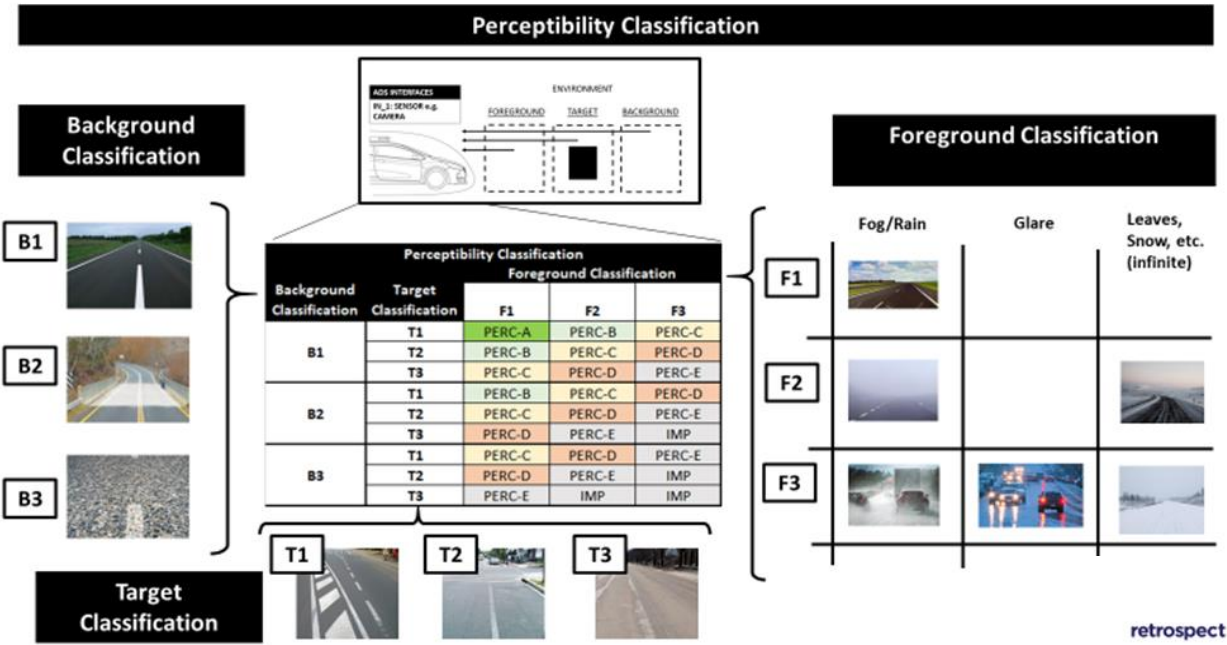 Perceptibility Classification
ADS INTERFACES
IN_1: SENSOR e.g.
CAMERA
ENVIRONMENT
FOREGROUND TARGET BACKGROUND
Background
Classification
B1
B2
B3
Perceptibility Classification
Foreground Classification
Background
Classification
Target
Classification
F1 F2 F3
B1
T1 PERC-A PERC-B PERC-C
T2 PERC-B PERC-C PERC-D
T3 PERC-C PERC-D PERC-E
B2
T1 PERC-B PERC-C PERC-D
T2 PERC-C PERC-D PERC-E
T3 PERC-D PERC-E IMP
B3
T1 PERC-C PERC-D PERC-E
T2 PERC-D PERC-E IMP
T3 PERC-E IMP IMP
T1 T2 T3
Target
Classification
Foreground Classification
Fog/Rain
Glare
Leaves,
Snow, etc.
(infinite)
F1
F2
F3
retrospect